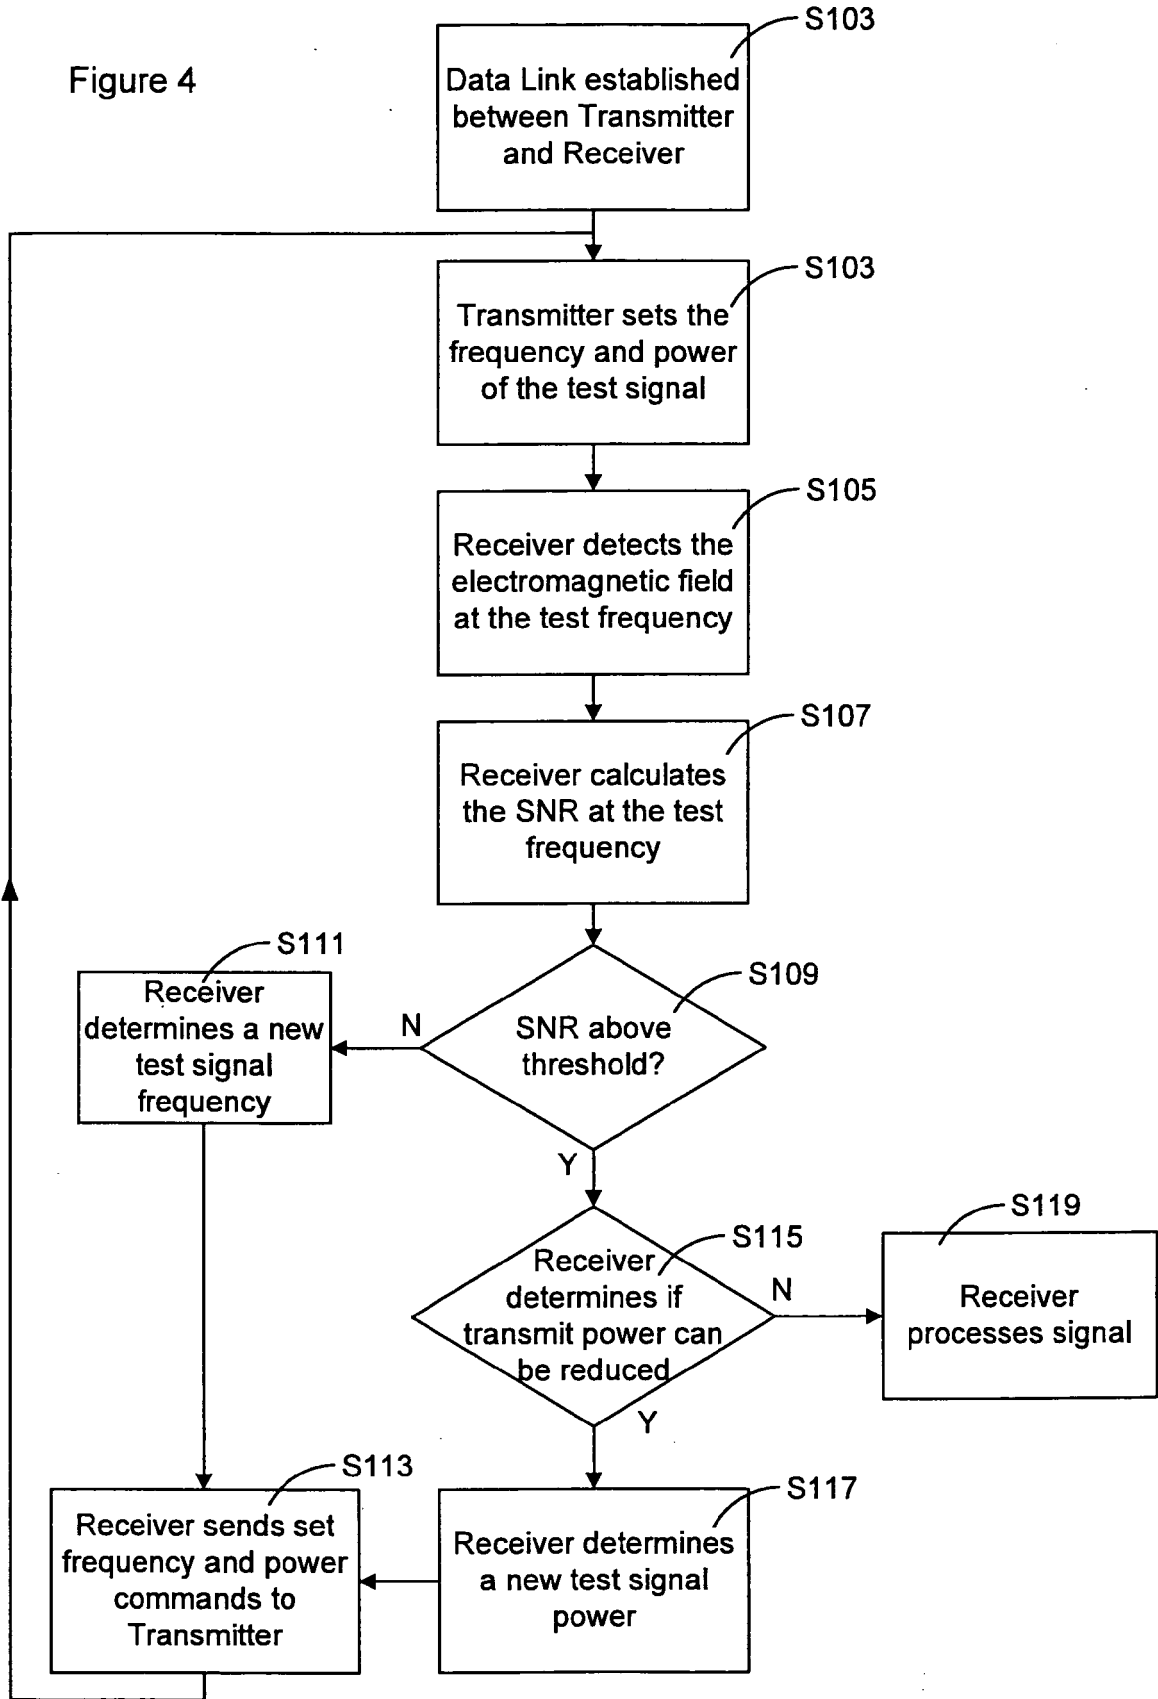 Figure 4
S103
Data Link established
between Transmitter
and Receiver
S103
Transmitter sets the
frequency and power
of the test signal
S105
Receiver detects the
electromagnetic field
at the test frequency
S107
Receiver calculates
the SNR at the test
frequency
S109
SNR above
threshold?
N
Y
S111
Receiver
determines a new
test signal
frequency
S115
Receiver
determines if
transmit power can
be reduced
N
Y
S119
Receiver
processes signal
S113
Receiver sends set
frequency and power
commands to
Transmitter
S117
Receiver determines
a new test signal
power